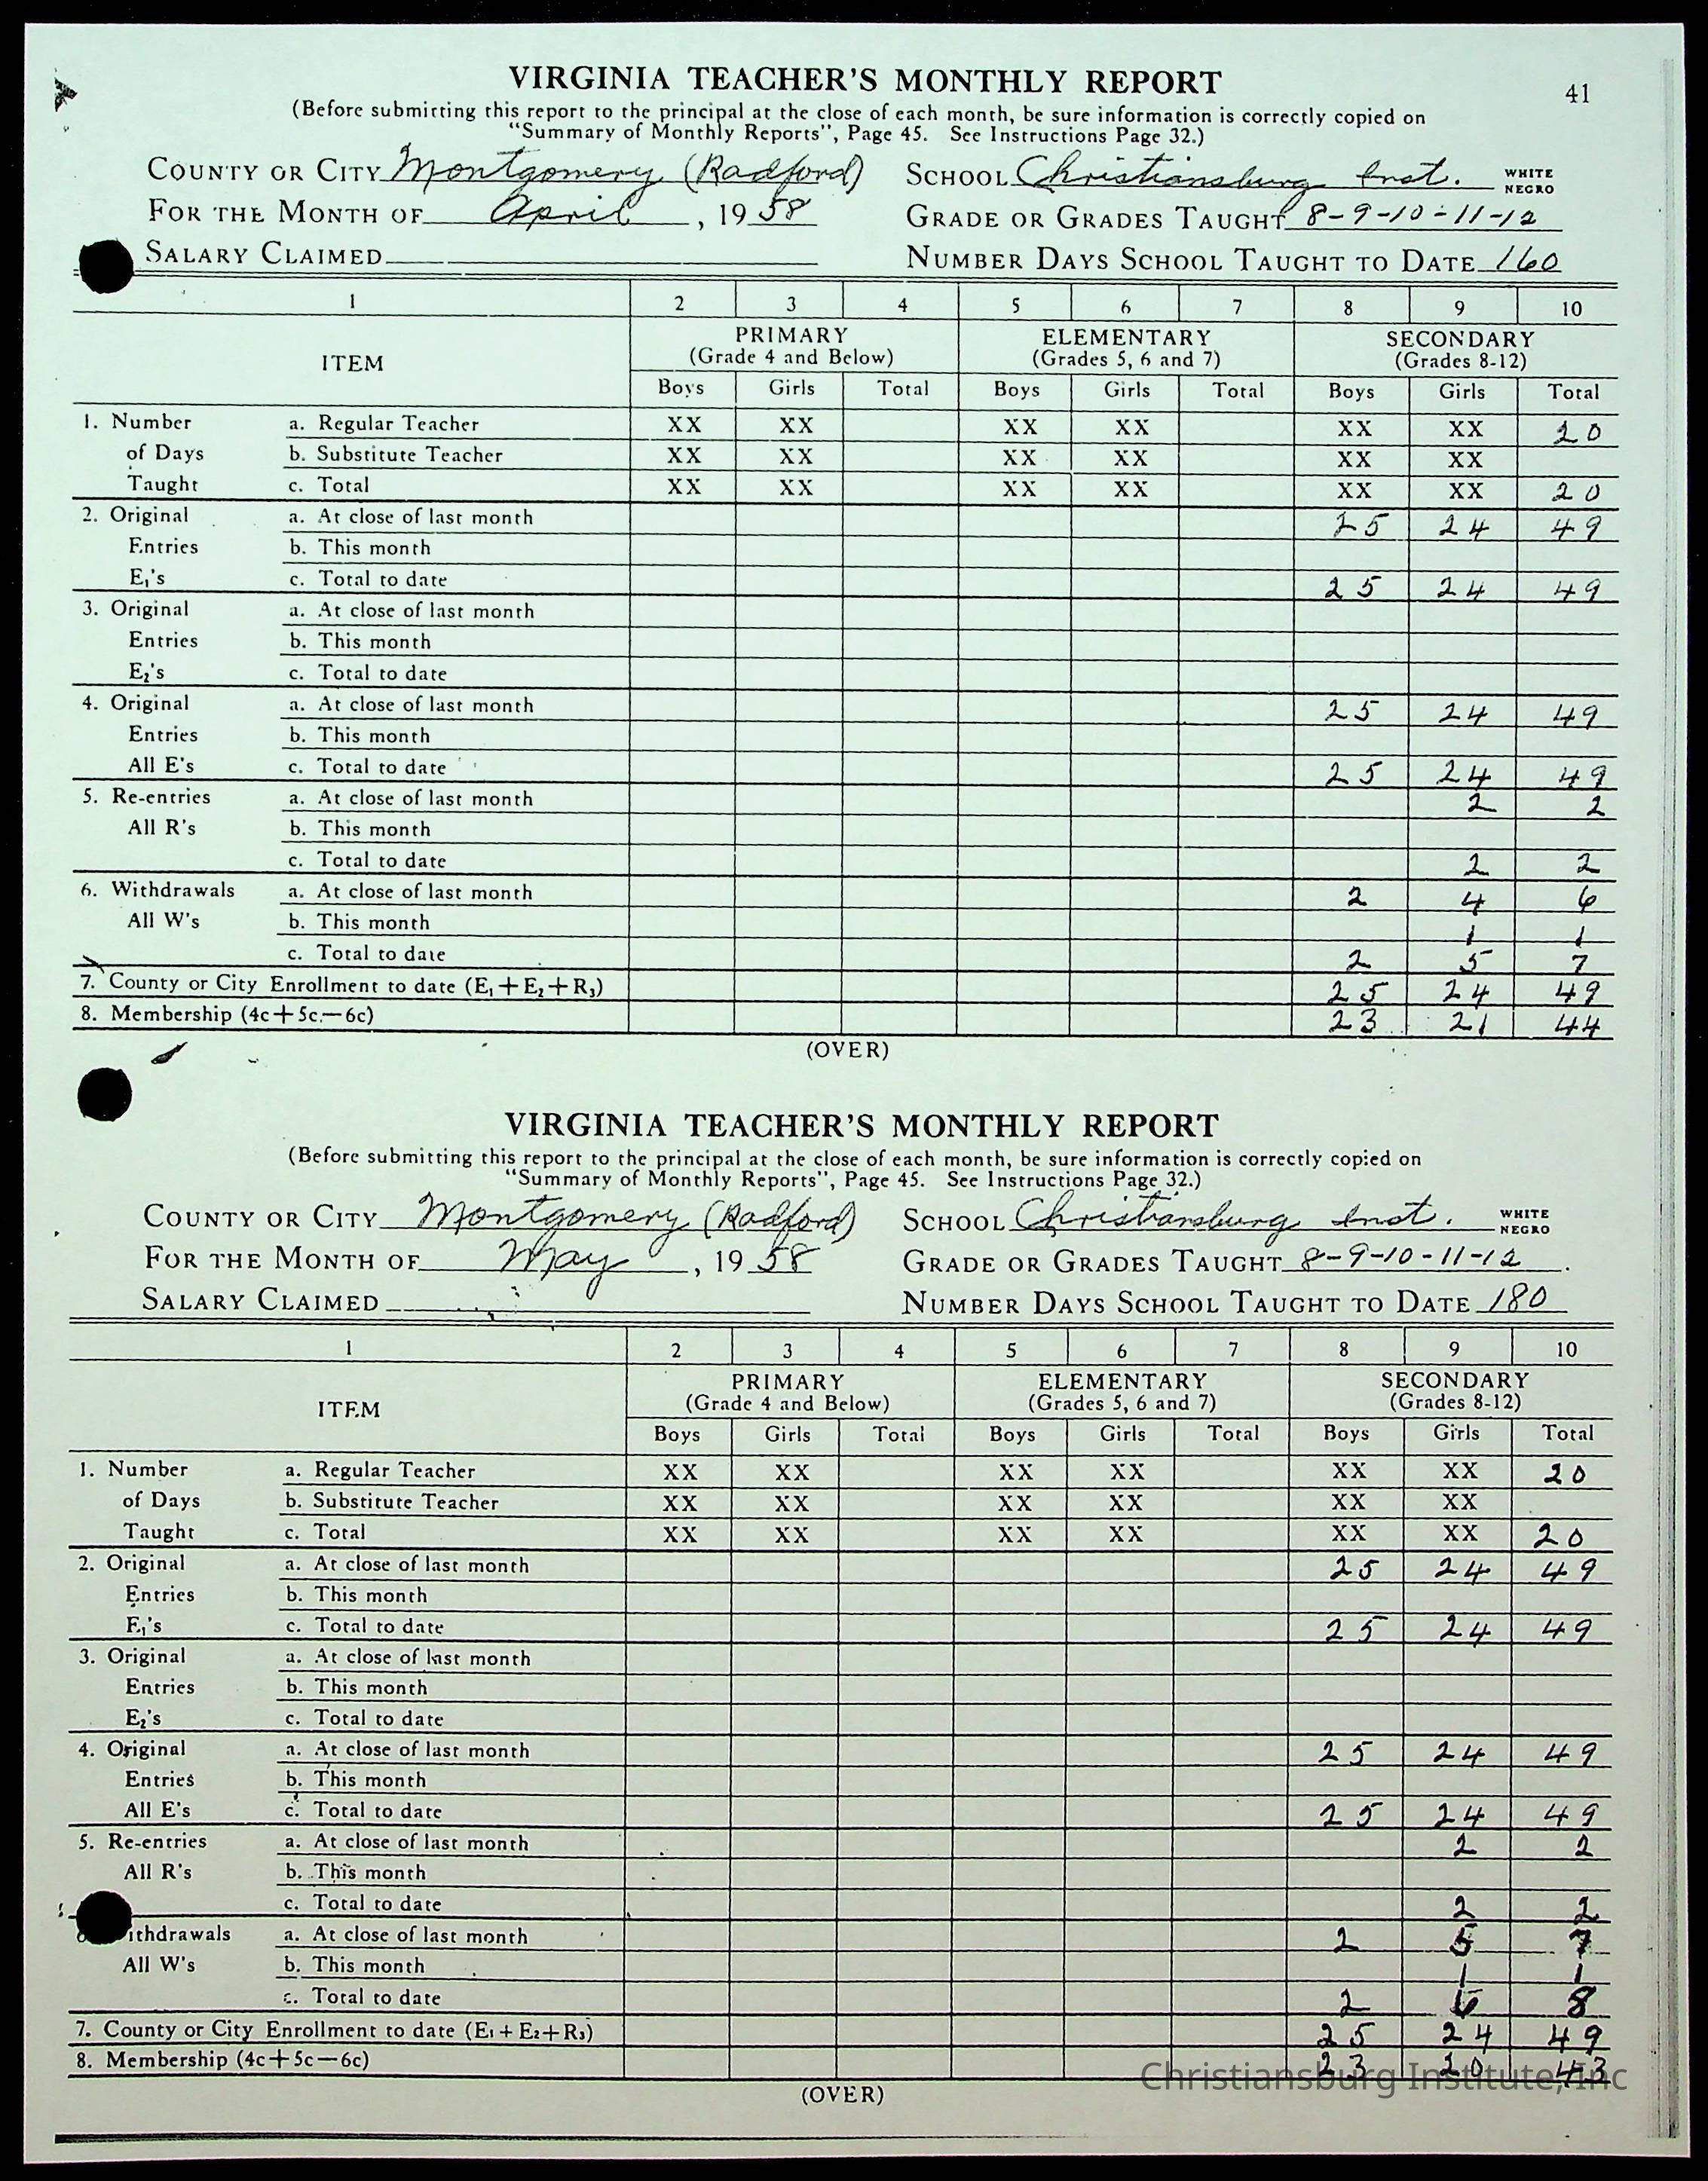 41
VIRGINIA TEACHER'S MONTHLY REPORT
(Before submitting this report to the principal at the close of each month, be sure information is correctly copied on
"Summary of Monthly Reports", Page 45. See Instructions Page 32.)
COUNTY OR CITY Montgomery (Radford) SCHOOL Christiansburg Inst. WHITE NEGRO
FOR THE MONTH OF April, 1958 GRADE OR GRADES TAUGHT 8-9-10-11-12
SALARY CLAIMED NUMBER DAYS SCHOOL TAUGHT TO DATE 160
1 2 3 4 5 6 7 8 9 10
ITEM PRIMARY (Grade 4 and Below) ELEMENTARY (Grades 5, 6 and 7) SECONDARY (Grades 8-12)
Boys Girls Total Boys Girls Total Boys Girls Total
1. Number a. Regular Teacher XX XX XX XX XX XX 20
of Days b. Substitute Teacher XX XX XX XX XX XX
Taught c. Total XX XX XX XX XX XX 20
2. Original a. At close of last month 25 24 49
Entries b. This month
E₁'s c. Total to date 25 24 49
3. Original a. At close of last month
Entries b. This month
E₂'s c. Total to date
4. Original a. At close of last month 25 24 49
Entries b. This month
All E's c. Total to date 25 24 49
5. Re-entries a. At close of last month 2 2
All R's b. This month
c. Total to date 2 2
6. Withdrawals a. At close of last month 2 4 6
All W's b. This month 1 1
c. Total to date 2 5 7
7. County or City Enrollment to date (E₁+E₂+R₃) 25 24 49
8. Membership (4c+5c.—6c) 23 21 44
(OVER)
VIRGINIA TEACHER'S MONTHLY REPORT
(Before submitting this report to the principal at the close of each month, be sure information is correctly copied on
"Summary of Monthly Reports", Page 45. See Instructions Page 32.)
COUNTY OR CITY Montgomery (Radford) SCHOOL Christiansburg Inst. WHITE NEGRO
FOR THE MONTH OF May, 1958 GRADE OR GRADES TAUGHT 8-9-10-11-12
SALARY CLAIMED NUMBER DAYS SCHOOL TAUGHT TO DATE 180
1 2 3 4 5 6 7 8 9 10
ITEM PRIMARY (Grade 4 and Below) ELEMENTARY (Grades 5, 6 and 7) SECONDARY (Grades 8-12)
Boys Girls Total Boys Girls Total Boys Girls Total
1. Number a. Regular Teacher XX XX XX XX XX XX 20
of Days b. Substitute Teacher XX XX XX XX XX XX
Taught c. Total XX XX XX XX XX XX 20
2. Original a. At close of last month 25 24 49
Entries b. This month
E₁'s c. Total to date 25 24 49
3. Original a. At close of last month
Entries b. This month
E₂'s c. Total to date
4. Original a. At close of last month 25 24 49
Entries b. This month
All E's c. Total to date 25 24 49
5. Re-entries a. At close of last month 2 2
All R's b. This month
c. Total to date 2 2
ithdrawals a. At close of last month 2 5 7
All W's b. This month 1 1
c. Total to date 2 6 8
7. County or City Enrollment to date (E₁+E₂+R₃) 25 24 49
8. Membership (4c+5c—6c) 23 20 43
Christiansburg Institute, Inc
(OVER)